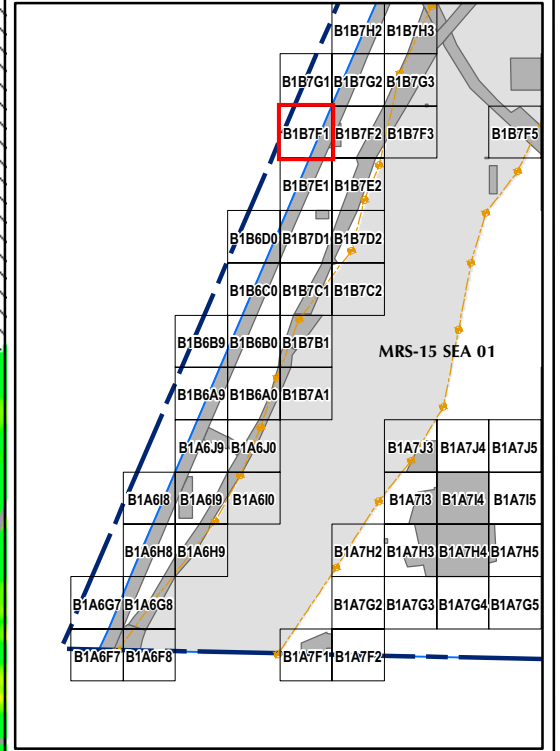 B1B7H2 B1B7H3
B1B7G1 B1B7G2 B1B7G3
B1B7F1 B1B7F2 B1B7F3 B1B7F5
B1B7E1 B1B7E2
B1B6D0 B1B7D1 B1B7D2
B1B6C0 B1B7C1 B1B7C2
B1B6B9 B1B6B0 B1B7B1
MRS-15 SEA 01
B1B6A9 B1B6A0 B1B7A1
B1A6J9 B1A6J0 B1A7J3 B1A7J4 B1A7J5
B1A6I8 B1A6I9 B1A6I0 B1A7I3 B1A7I4 B1A7I5
B1A6H8 B1A6H9 B1A7H2 B1A7H3 B1A7H4 B1A7H5
B1A6G7 B1A6G8 B1A7G2 B1A7G3 B1A7G4 B1A7G5
B1A6F7 B1A6F8 B1A7F1 B1A7F2